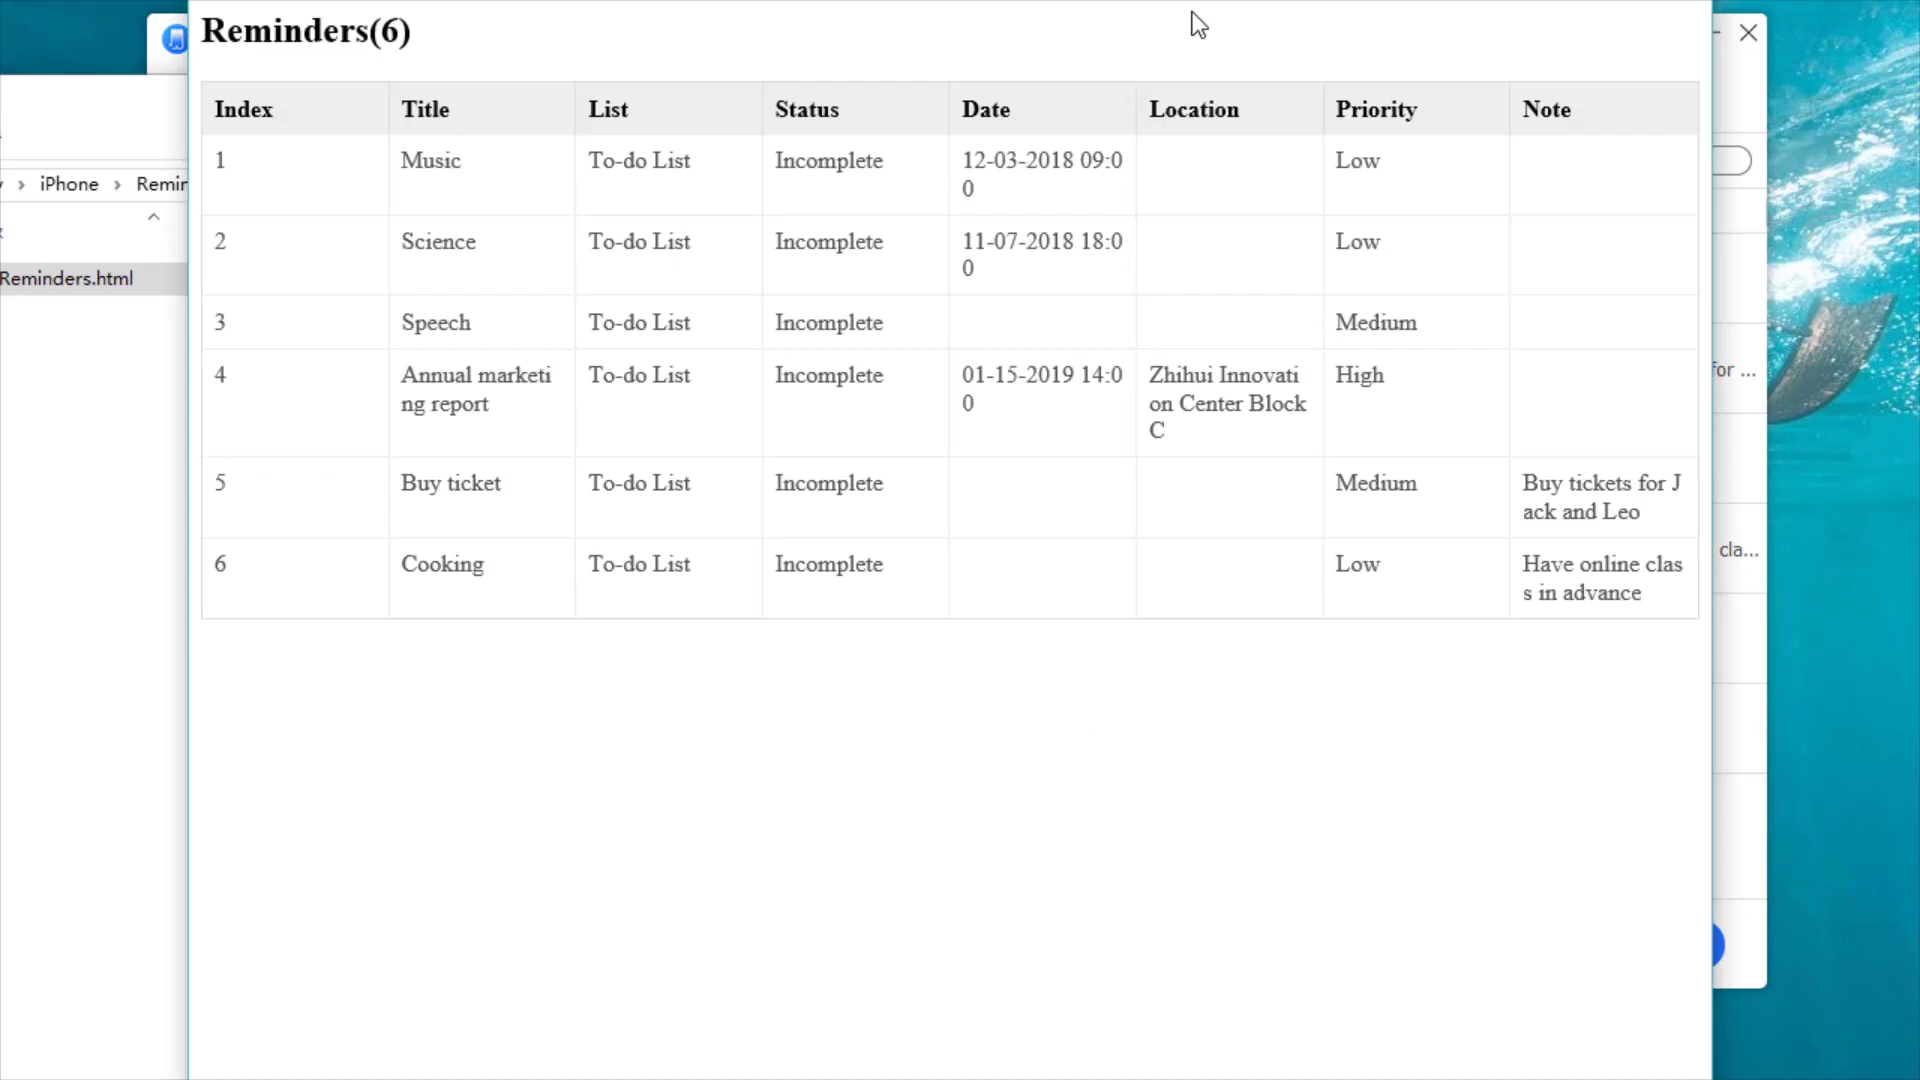 Reminders(6)
Index Title List Status Date Location Priority Note
1 Music To-do List Incomplete 12-03-2018 09:0 Low
0
2 Science To-do List Incomplete 11-07-2018 18:0 Low
0
3 Speech To-do List Incomplete Medium
4 Annual marketi To-do List Incomplete 01-15-2019 14:0 Zhihui Innovati High
ng report 0 on Center Block
C
5 Buy ticket To-do List Incomplete Medium Buy tickets for J
ack and Leo
6 Cooking To-do List Incomplete Low Have online clas
s in advance
iPhone › Remin
Reminders.html
for ...
cla...